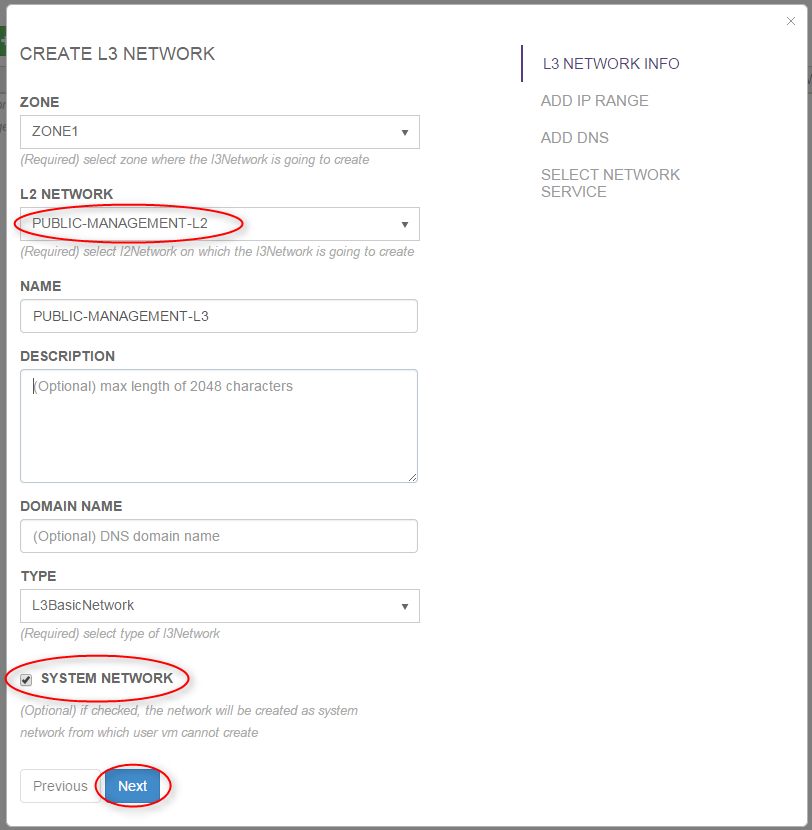 CREATE L3 NETWORK
ZONE
ZONE1
(Required) select zone where the l3Network is going to create
L2 NETWORK
PUBLIC-MANAGEMENT-L2
(Required) select l2Network on which the l3Network is going to create
NAME
PUBLIC-MANAGEMENT-L3
DESCRIPTION
(Optional) max length of 2048 characters
DOMAIN NAME
(Optional) DNS domain name
TYPE
L3BasicNetwork
(Required) select type of l3Network
SYSTEM NETWORK
(Optional) if checked, the network will be created as system
network from which user vm cannot create
Previous
Next
L3 NETWORK INFO
ADD IP RANGE
ADD DNS
SELECT NETWORK
SERVICE